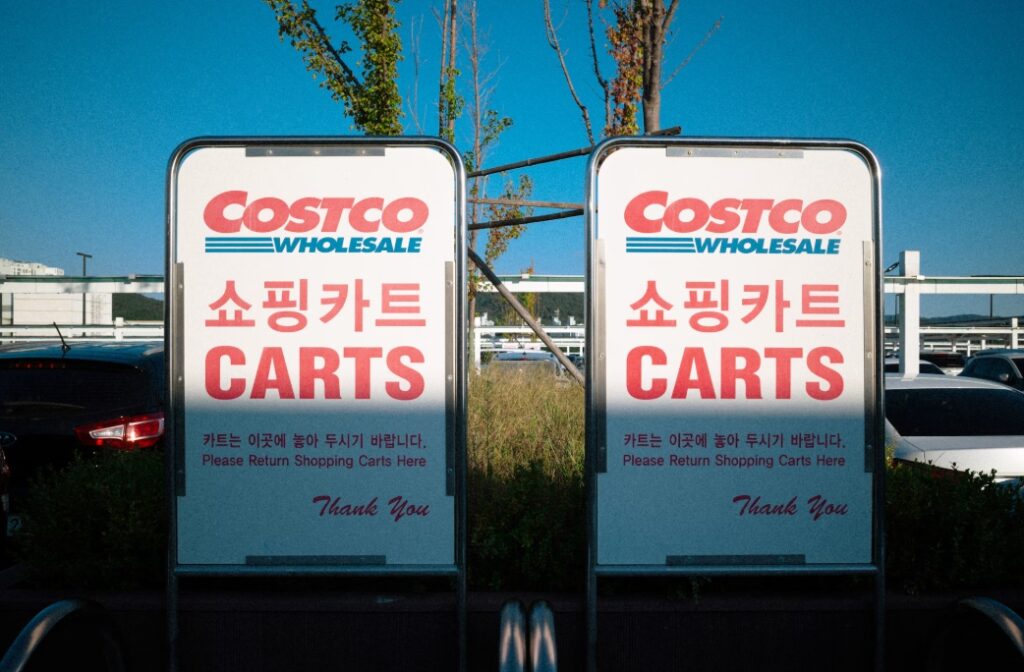 COSTCO
WHOLESALE
쇼핑카트
CARTS
카트는 이곳에 놓아 두시기 바랍니다.
Please Return Shopping Carts Here
Thank You
COSTCO
WHOLESALE
쇼핑카트
CARTS
카트는 이곳에 놓아 두시기 바랍니다.
Please Return Shopping Carts Here
Thank You